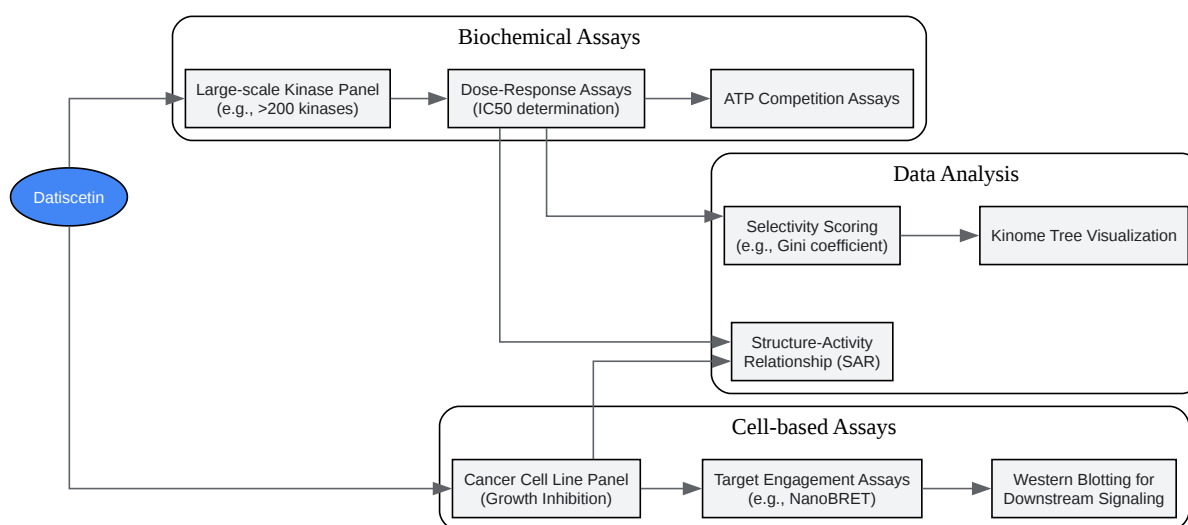 Biochemical Assays
Large-scale Kinase Panel
(e.g., >200 kinases)
Dose-Response Assays
(IC50 determination)
ATP Competition Assays
Datiscetin
Data Analysis
Selectivity Scoring
(e.g., Gini coefficient)
Kinome Tree Visualization
Structure-Activity
Relationship (SAR)
Cell-based Assays
Cancer Cell Line Panel
(Growth Inhibition)
Target Engagement Assays
(e.g., NanoBRET)
Western Blotting for
Downstream Signaling